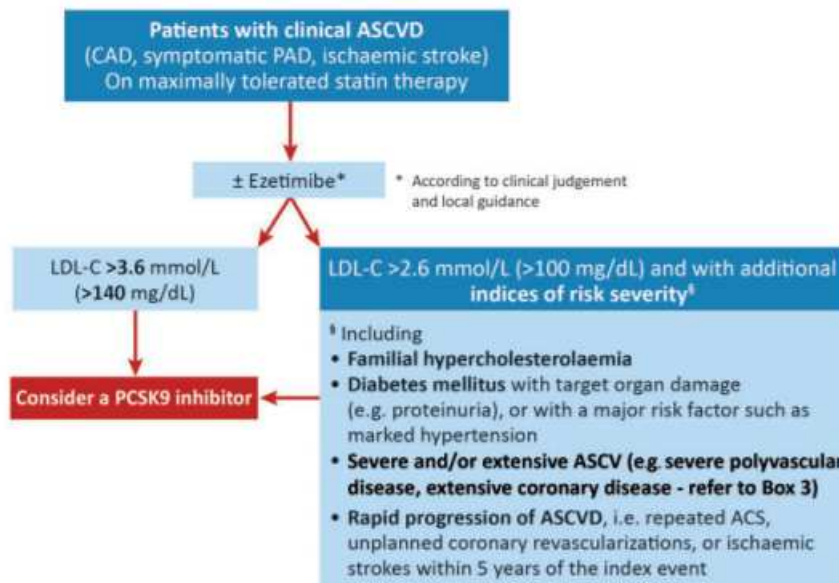 Patients with clinical ASCVD
(CAD, symptomatic PAD, ischaemic stroke)
On maximally tolerated statin therapy
± Ezetimibe*
* According to clinical judgement
and local guidance
LDL-C >3.6 mmol/L
(>140 mg/dL)
Consider a PCSK9 inhibitor
LDL-C >2.6 mmol/L (>100 mg/dL) and with additional
indices of risk severity§
§ Including
• Familial hypercholesterolaemia
• Diabetes mellitus with target organ damage
(e.g. proteinuria), or with a major risk factor such as
marked hypertension
• Severe and/or extensive ASCV (e.g. severe polyvascular
disease, extensive coronary disease - refer to Box 3)
• Rapid progression of ASCVD, i.e. repeated ACS,
unplanned coronary revascularizations, or ischaemic
strokes within 5 years of the index event